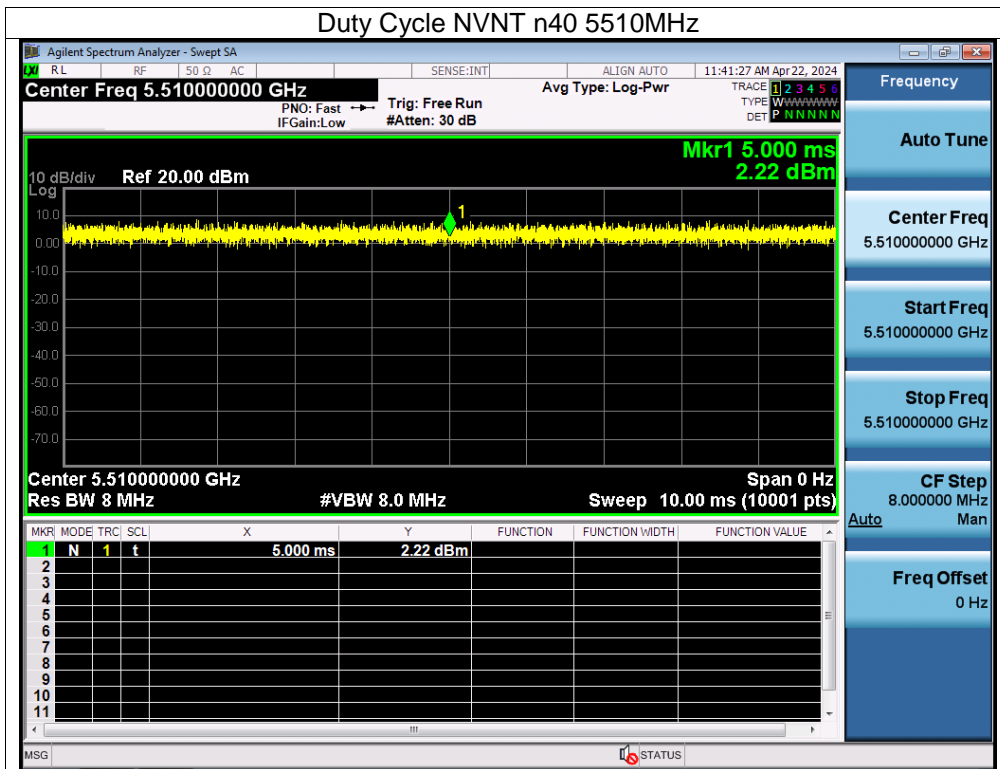 Duty Cycle NVNT n40 5510MHz
Agilent Spectrum Analyzer - Swept SA
LXI RL RF 50 Ω AC SENSE:INT ALIGN AUTO 11:41:27 AM Apr 22, 2024
Center Freq 5.510000000 GHz
PNO: Fast
IFGain:Low
Trig: Free Run
#Atten: 30 dB
Avg Type: Log-Pwr
TRACE 1 2 3 4 5 6
TYPE WWWWWW
DET P N N N N N
Mkr1 5.000 ms
2.22 dBm
10 dB/div Ref 20.00 dBm
Log
1
10.0
0.00
-10.0
-20.0
-30.0
-40.0
-50.0
-60.0
-70.0
Center 5.510000000 GHz Span 0 Hz
Res BW 8 MHz #VBW 8.0 MHz Sweep 10.00 ms (10001 pts)
MKR MODE TRC SCL X Y FUNCTION FUNCTION WIDTH FUNCTION VALUE
1 N 1 t 5.000 ms 2.22 dBm
2
3
4
5
6
7
8
9
10
11
MSG STATUS
Frequency
Auto Tune
Center Freq
5.510000000 GHz
Start Freq
5.510000000 GHz
Stop Freq
5.510000000 GHz
CF Step
8.000000 MHz
Auto Man
Freq Offset
0 Hz